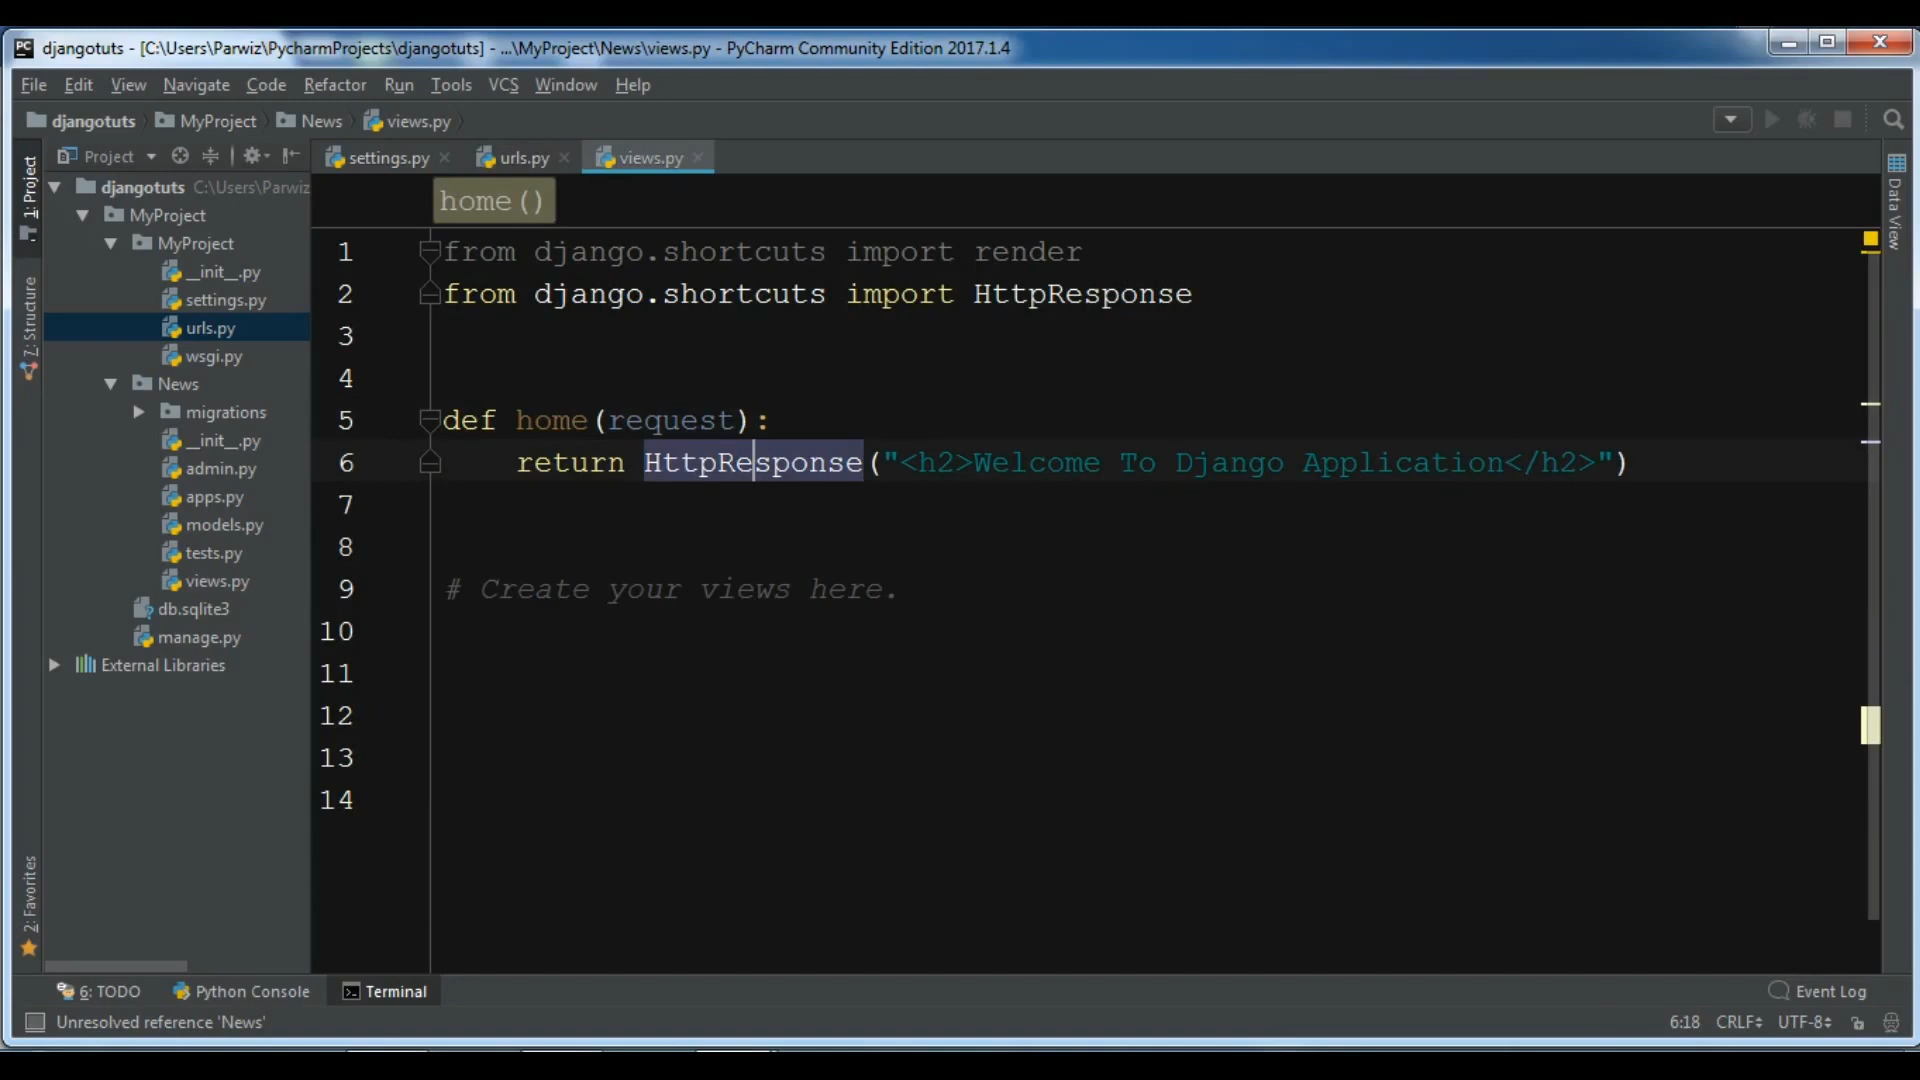 djangotuts - [C:\Users\Parwiz\PycharmProjects\djangotuts] - ...\MyProject\News\views.py - PyCharm Community Edition 2017.1.4
File Edit View Navigate Code Refactor Run Tools VCS Window Help
djangotuts MyProject News views.py
Project
settings.py urls.py views.py
1: Project
7: Structure
2: Favorites
djangotuts C:\Users\Parwiz
MyProject
MyProject
__init__.py
settings.py
urls.py
wsgi.py
News
migrations
__init__.py
admin.py
apps.py
models.py
tests.py
views.py
db.sqlite3
manage.py
External Libraries
home()
1 from django.shortcuts import render
2 from django.shortcuts import HttpResponse
3
4
5 def home(request):
6 return HttpResponse("<h2>Welcome To Django Application</h2>")
7
8
9 # Create your views here.
10
11
12
13
14
Data View
6: TODO Python Console Terminal Event Log
Unresolved reference 'News' 6:18 CRLF UTF-8